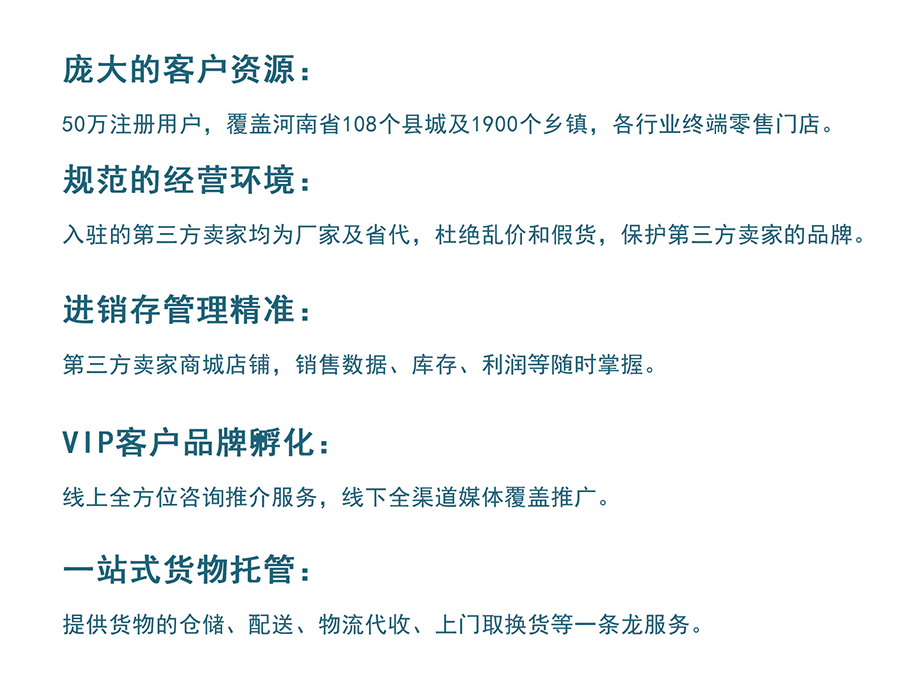 庞大的客户资源：
50万注册用户，覆盖河南省108个县城及1900个乡镇，各行业终端零售门店。
规范的经营环境：
入驻的第三方卖家均为厂家及省代，杜绝乱价和假货，保护第三方卖家的品牌。
进销存管理精准：
第三方卖家商城店铺，销售数据、库存、利润等随时掌握。
VIP客户品牌孵化：
线上全方位咨询推介服务，线下全渠道媒体覆盖推广。
一站式货物托管：
提供货物的仓储、配送、物流代收、上门取换货等一条龙服务。